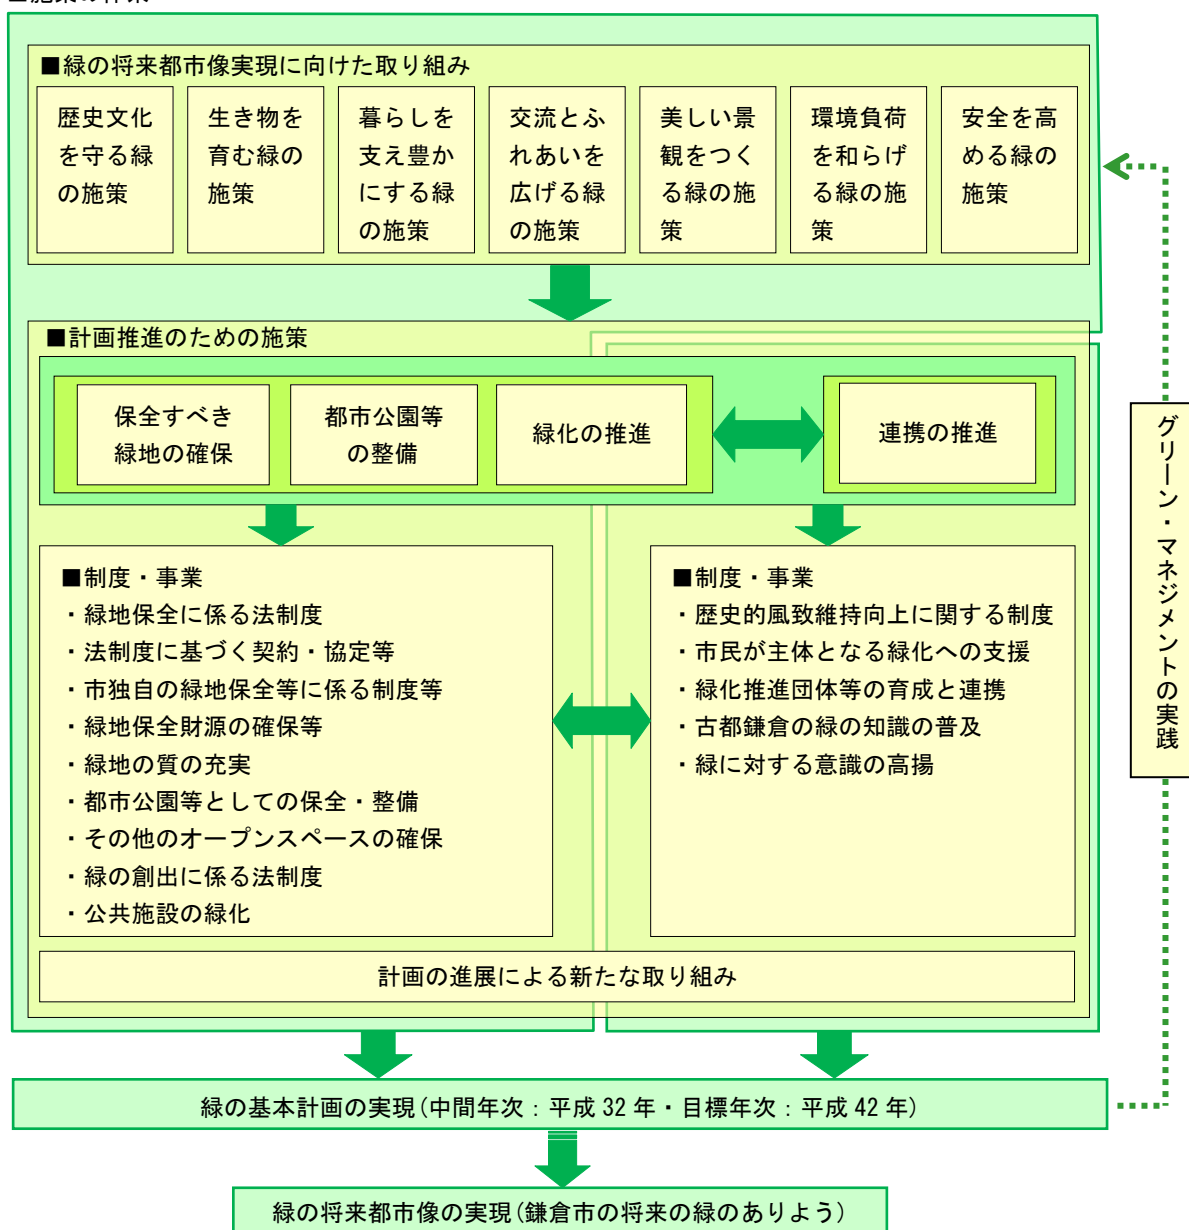 ■緑の将来都市像実現に向けた取り組み
歴史文化
を守る緑
の施策
生き物を
育む緑の
施策
暮らしを
支え豊か
にする緑
の施策
交流とふ
れあいを
広げる緑
の施策
美しい景
観をつく
る緑の施
策
環境負荷
を和らげ
る緑の施
策
安全を高
める緑の
施策
■計画推進のための施策
保全すべき
緑地の確保
都市公園等
の整備
緑化の推進
連携の推進
■制度・事業
・緑地保全に係る法制度
・法制度に基づく契約・協定等
・市独自の緑地保全等に係る制度等
・緑地保全財源の確保等
・緑地の質の充実
・都市公園等としての保全・整備
・その他のオープンスペースの確保
・緑の創出に係る法制度
・公共施設の緑化
■制度・事業
・歴史的風致維持向上に関する制度
・市民が主体となる緑化への支援
・緑化推進団体等の育成と連携
・古都鎌倉の緑の知識の普及
・緑に対する意識の高揚
計画の進展による新たな取り組み
グリーン・マネジメントの実践
緑の基本計画の実現(中間年次：平成 32 年・目標年次：平成 42 年)
緑の将来都市像の実現(鎌倉市の将来の緑のありよう)